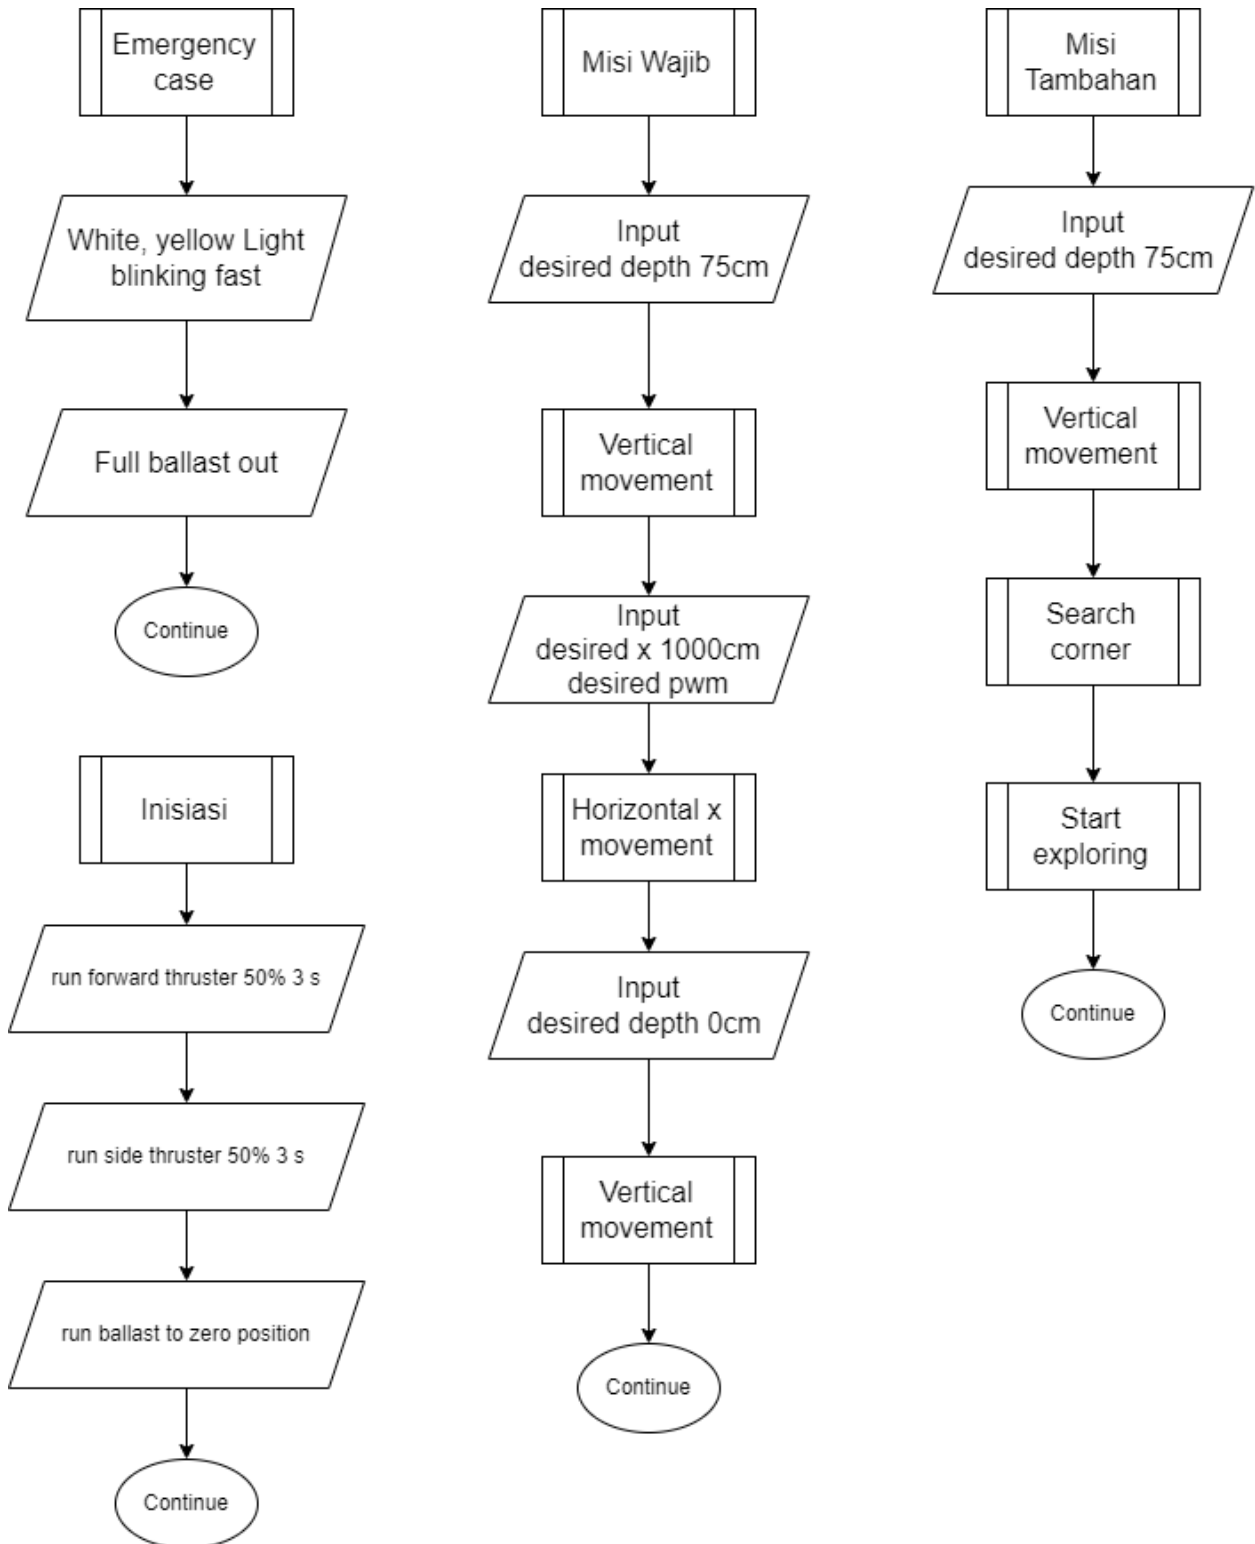 Emergency
case
White, yellow Light
blinking fast
Full ballast out
Continue
Inisiasi
run forward thruster 50% 3 s
run side thruster 50% 3 s
run ballast to zero position
Continue
Misi Wajib
Input
desired depth 75cm
Vertical
movement
Input
desired x 1000cm
desired pwm
Horizontal x
movement
Input
desired depth 0cm
Vertical
movement
Continue
Misi
Tambahan
Input
desired depth 75cm
Vertical
movement
Search
corner
Start
exploring
Continue